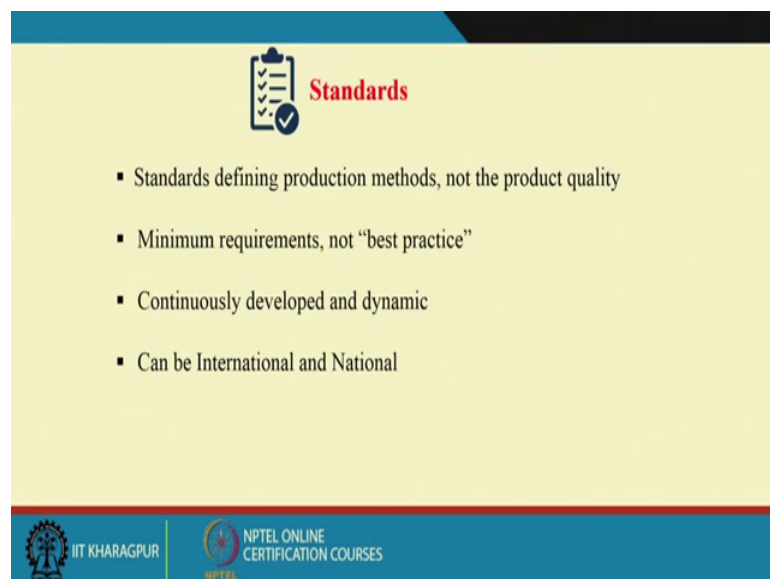 Standards
Standards defining production methods, not the product quality
Minimum requirements, not “best practice”
Continuously developed and dynamic
Can be International and National
IIT KHARAGPUR
NPTEL ONLINE
CERTIFICATION COURSES
NPTEL